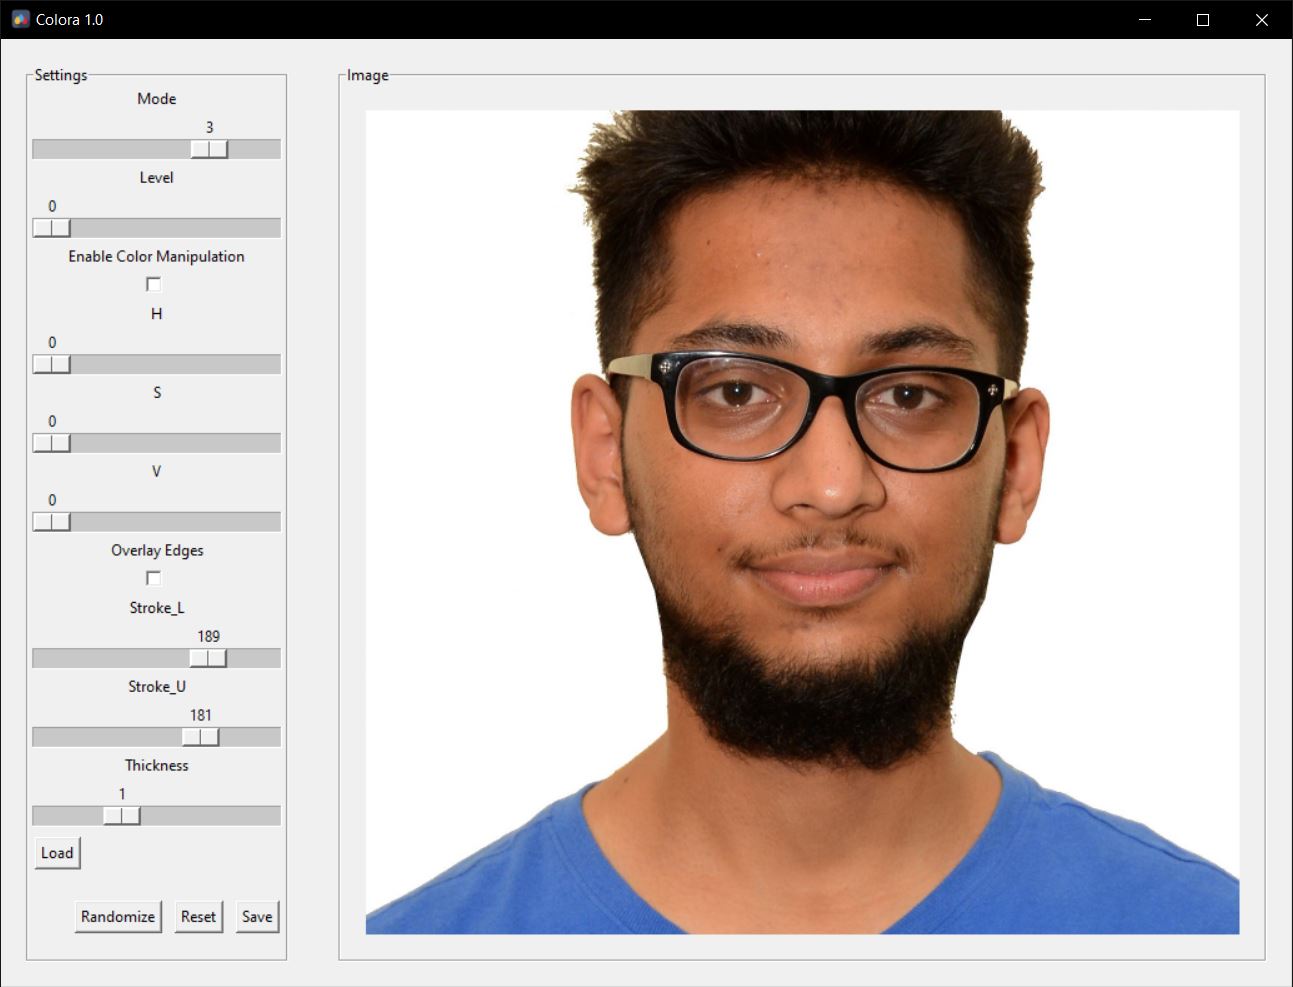 Colora 1.0
Settings
Mode
3
Level
0
Enable Color Manipulation
H
0
S
0
V
0
Overlay Edges
Stroke_L
189
Stroke_U
181
Thickness
1
Load
Randomize Reset Save
Image